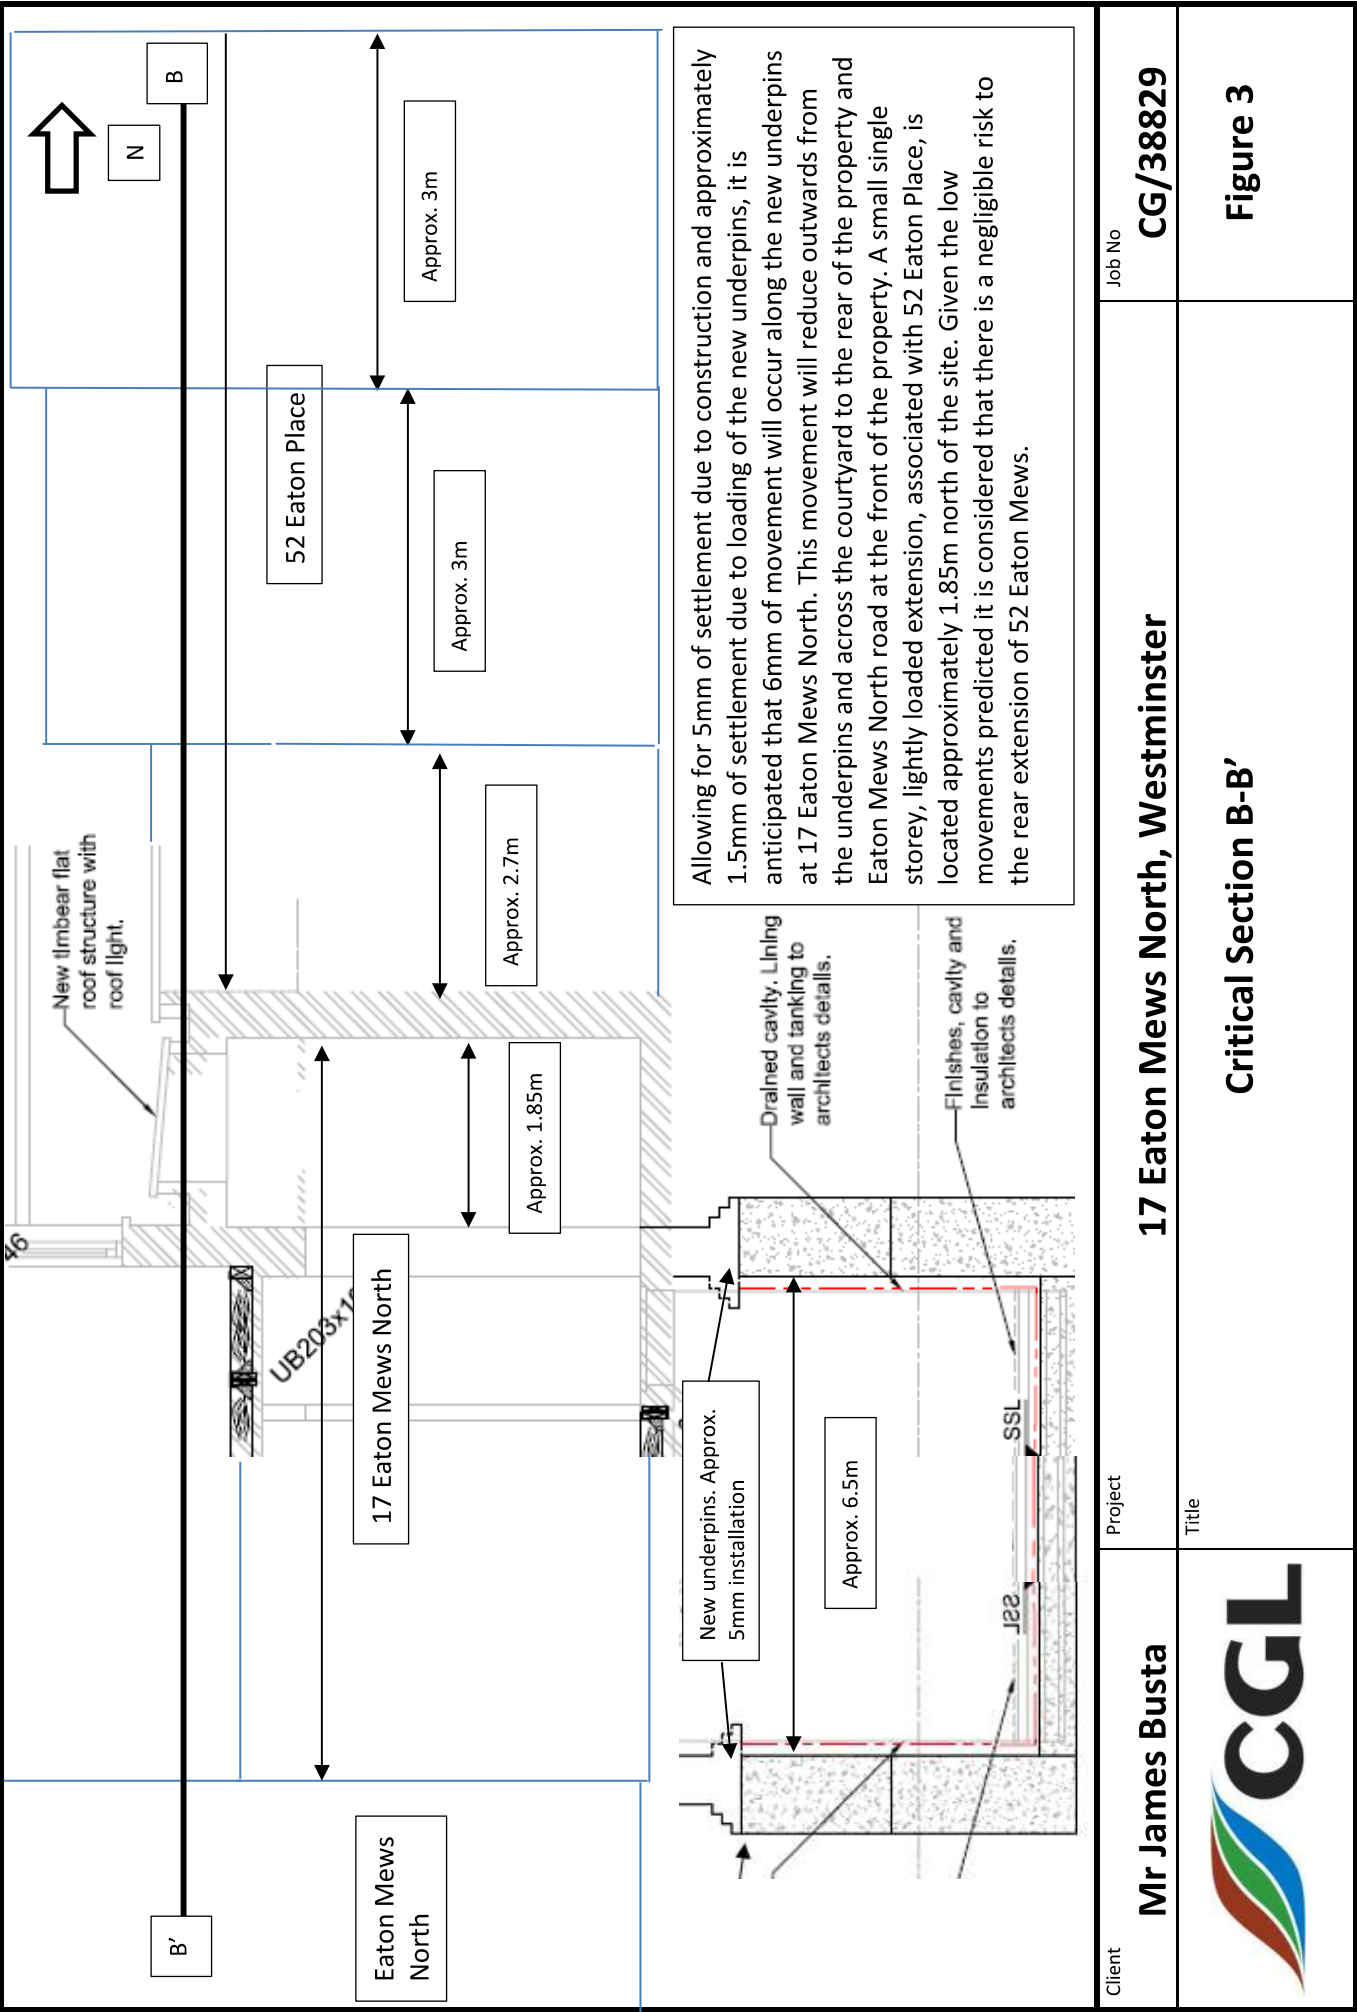 B
N
Approx. 3m
52 Eaton Place
Approx. 3m
Approx. 2.7m
New timbear flat
roof structure with
roof light.
Approx. 1.85m
46
17 Eaton Mews North
Eaton Mews
North
B'
New underpins. Approx.
5mm installation
Approx. 6.5m
Drained cavity. Lining
wall and tanking to
architects details.
Finishes, cavity and
Insulation to
architects details.
SSL
SSL
Allowing for 5mm of settlement due to construction and approximately
1.5mm of settlement due to loading of the new underpins, it is
anticipated that 6mm of movement will occur along the new underpins
at 17 Eaton Mews North. This movement will reduce outwards from
the underpins and across the courtyard to the rear of the property and
Eaton Mews North road at the front of the property. A small single
storey, lightly loaded extension, associated with 52 Eaton Place, is
located approximately 1.85m north of the site. Given the low
movements predicted it is considered that there is a negligible risk to
the rear extension of 52 Eaton Mews.
Client
Mr James Busta
CGL
Project
17 Eaton Mews North, Westminster
Title
Critical Section B-B'
Job No
CG/38829
Figure 3